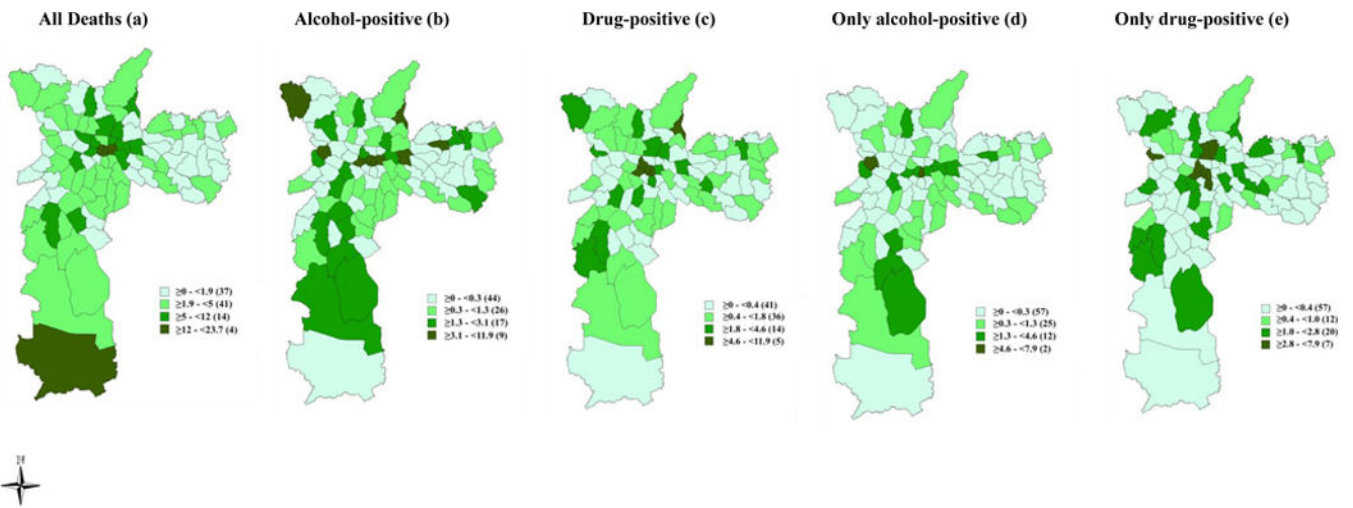 All Deaths (a)
Alcohol-positive (b)
Drug-positive (c)
Only alcohol-positive (d)
Only drug-positive (e)
≥0 - <1.9 (37)
≥1.9 - <5 (41)
≥5 - <12 (14)
≥12 - <23.7 (4)
≥0 - <0.3 (44)
≥0.3 - <1.3 (26)
≥1.3 - <3.1 (17)
≥3.1 - <11.9 (9)
≥0 - <0.4 (41)
≥0.4 - <1.8 (36)
≥1.8 - <4.6 (14)
≥4.6 - <11.9 (5)
≥0 - <0.3 (57)
≥0.3 - <1.3 (25)
≥1.3 - <4.6 (12)
≥4.6 - <7.9 (2)
≥0 - <0.4 (57)
≥0.4 - <1.0 (12)
≥1.0 - <2.8 (20)
≥2.8 - <7.9 (7)